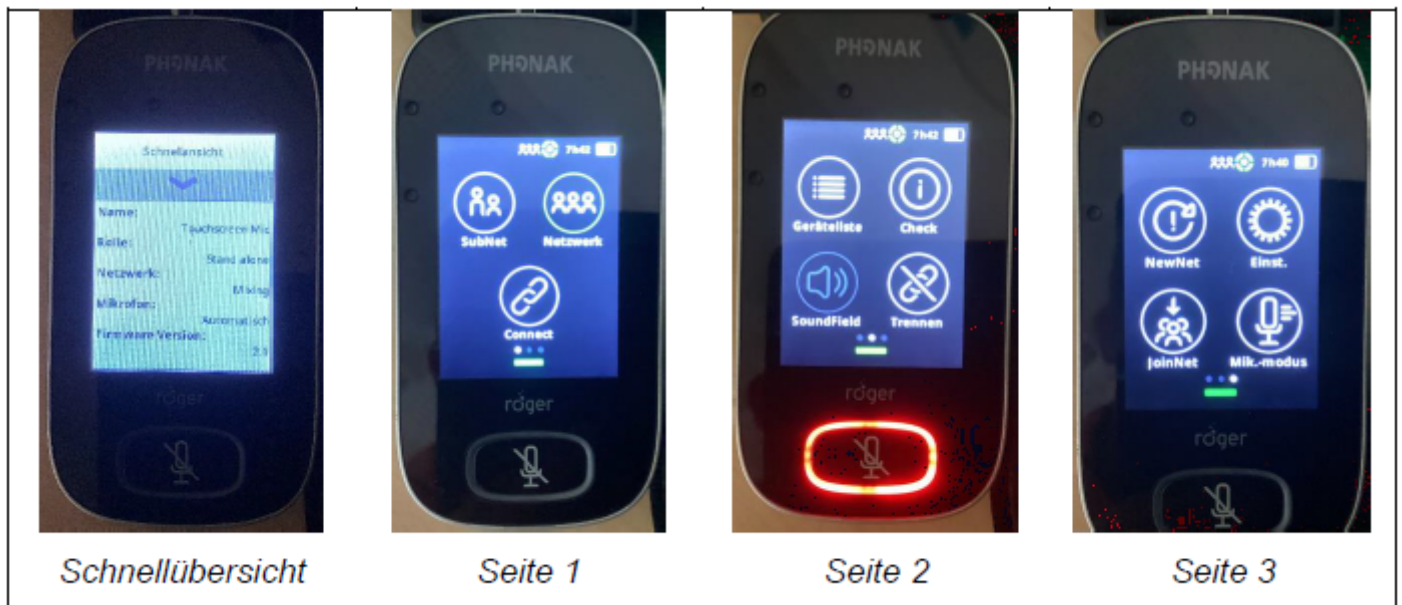 PHONAK
Schnellansicht
Name:
Touchscreen Mic
Rolle:
Stand alone
Netzwerk:
Mixing
Mikrofon:
Automatisch
Firmware Version:
2.0
roger
Schnellübersicht
PHONAK
7h42
SubNet Netzwerk
Connect
roger
Seite 1
PHONAK
7h42
Geräteliste Check
SoundField Trennen
roger
Seite 2
PHONAK
7h40
NewNet Einst.
JoinNet Mik.-modus
roger
Seite 3